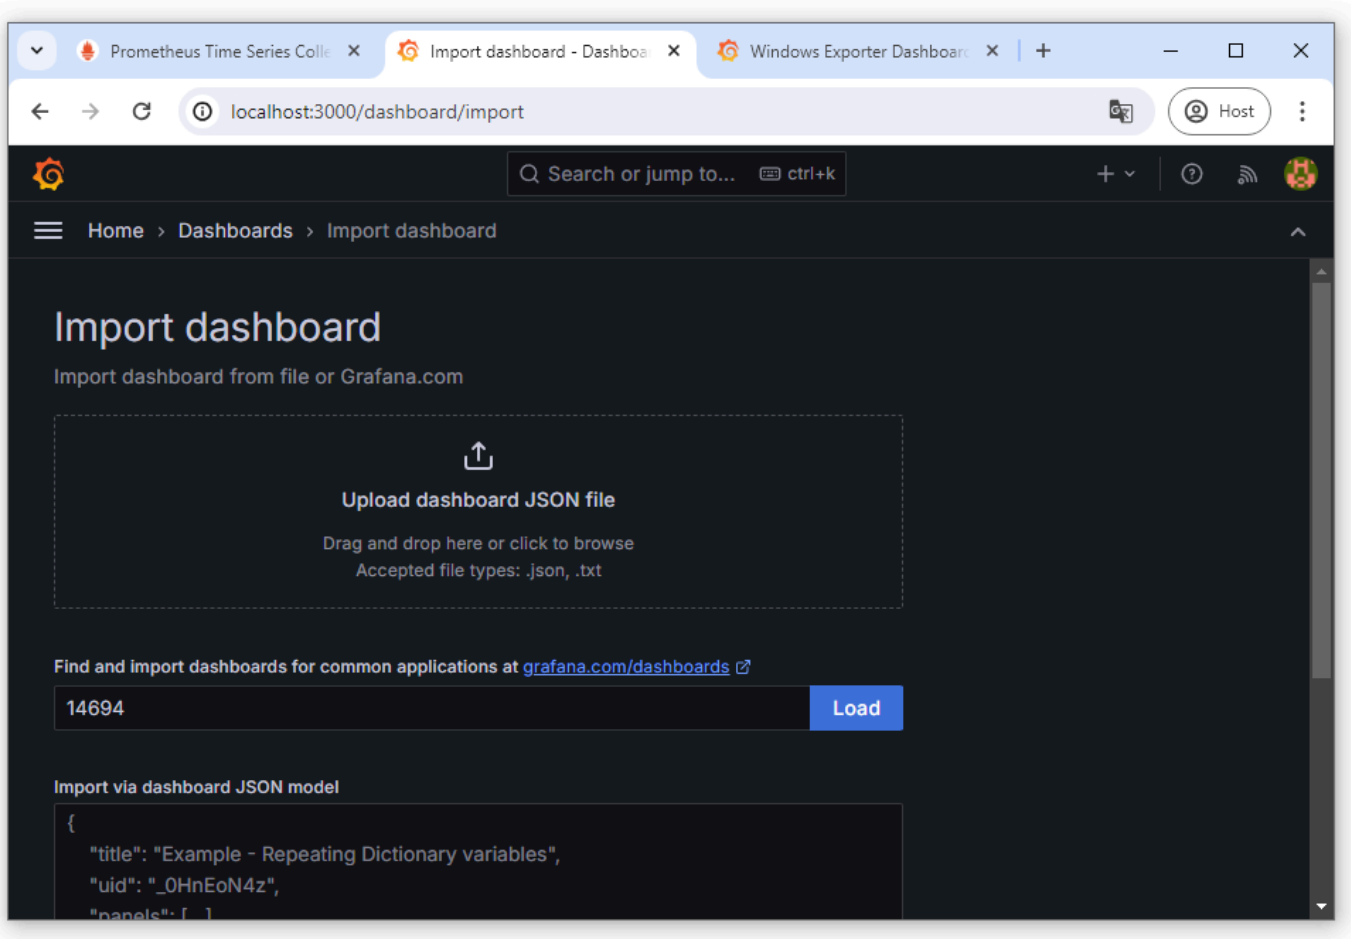 Prometheus Time Series Colle
Import dashboard - Dashboa
Windows Exporter Dashboard
localhost:3000/dashboard/import
Host
Search or jump to... ctrl+k
Home › Dashboards › Import dashboard
Import dashboard
Import dashboard from file or Grafana.com
Upload dashboard JSON file
Drag and drop here or click to browse
Accepted file types: .json, .txt
Find and import dashboards for common applications at grafana.com/dashboards
14694
Load
Import via dashboard JSON model
{
"title": "Example - Repeating Dictionary variables",
"uid": "_0HnEoN4z",
"panels": [...]